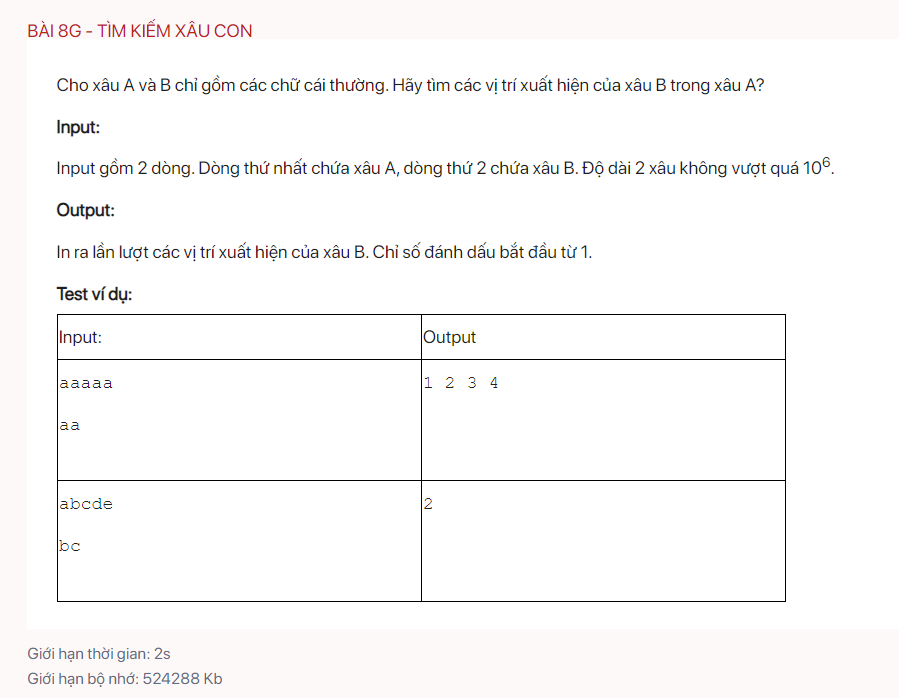 BÀI 8G - TÌM KIẾM XÂU CON
Cho xâu A và B chỉ gồm các chữ cái thường. Hãy tìm các vị trí xuất hiện của xâu B trong xâu A?
Input:
Input gồm 2 dòng. Dòng thứ nhất chứa xâu A, dòng thứ 2 chứa xâu B. Độ dài 2 xâu không vượt quá 10⁶.
Output:
In ra lần lượt các vị trí xuất hiện của xâu B. Chỉ số đánh dấu bắt đầu từ 1.
Test ví dụ:
Input: Output
aaaaa 1 2 3 4
aa
abcde 2
bc
Giới hạn thời gian: 2s
Giới hạn bộ nhớ: 524288 Kb